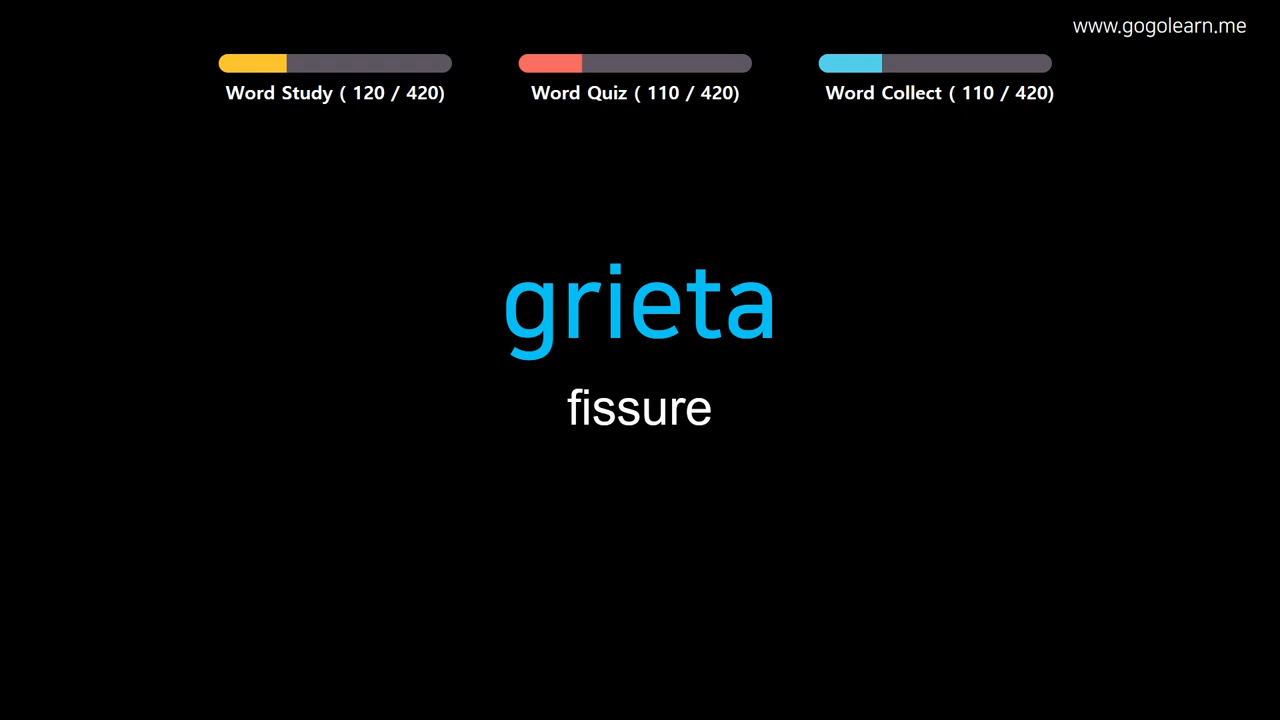 www.gogolearn.me
Word Study ( 120 / 420)
Word Quiz ( 110 / 420)
Word Collect ( 110 / 420)
grieta
fissure